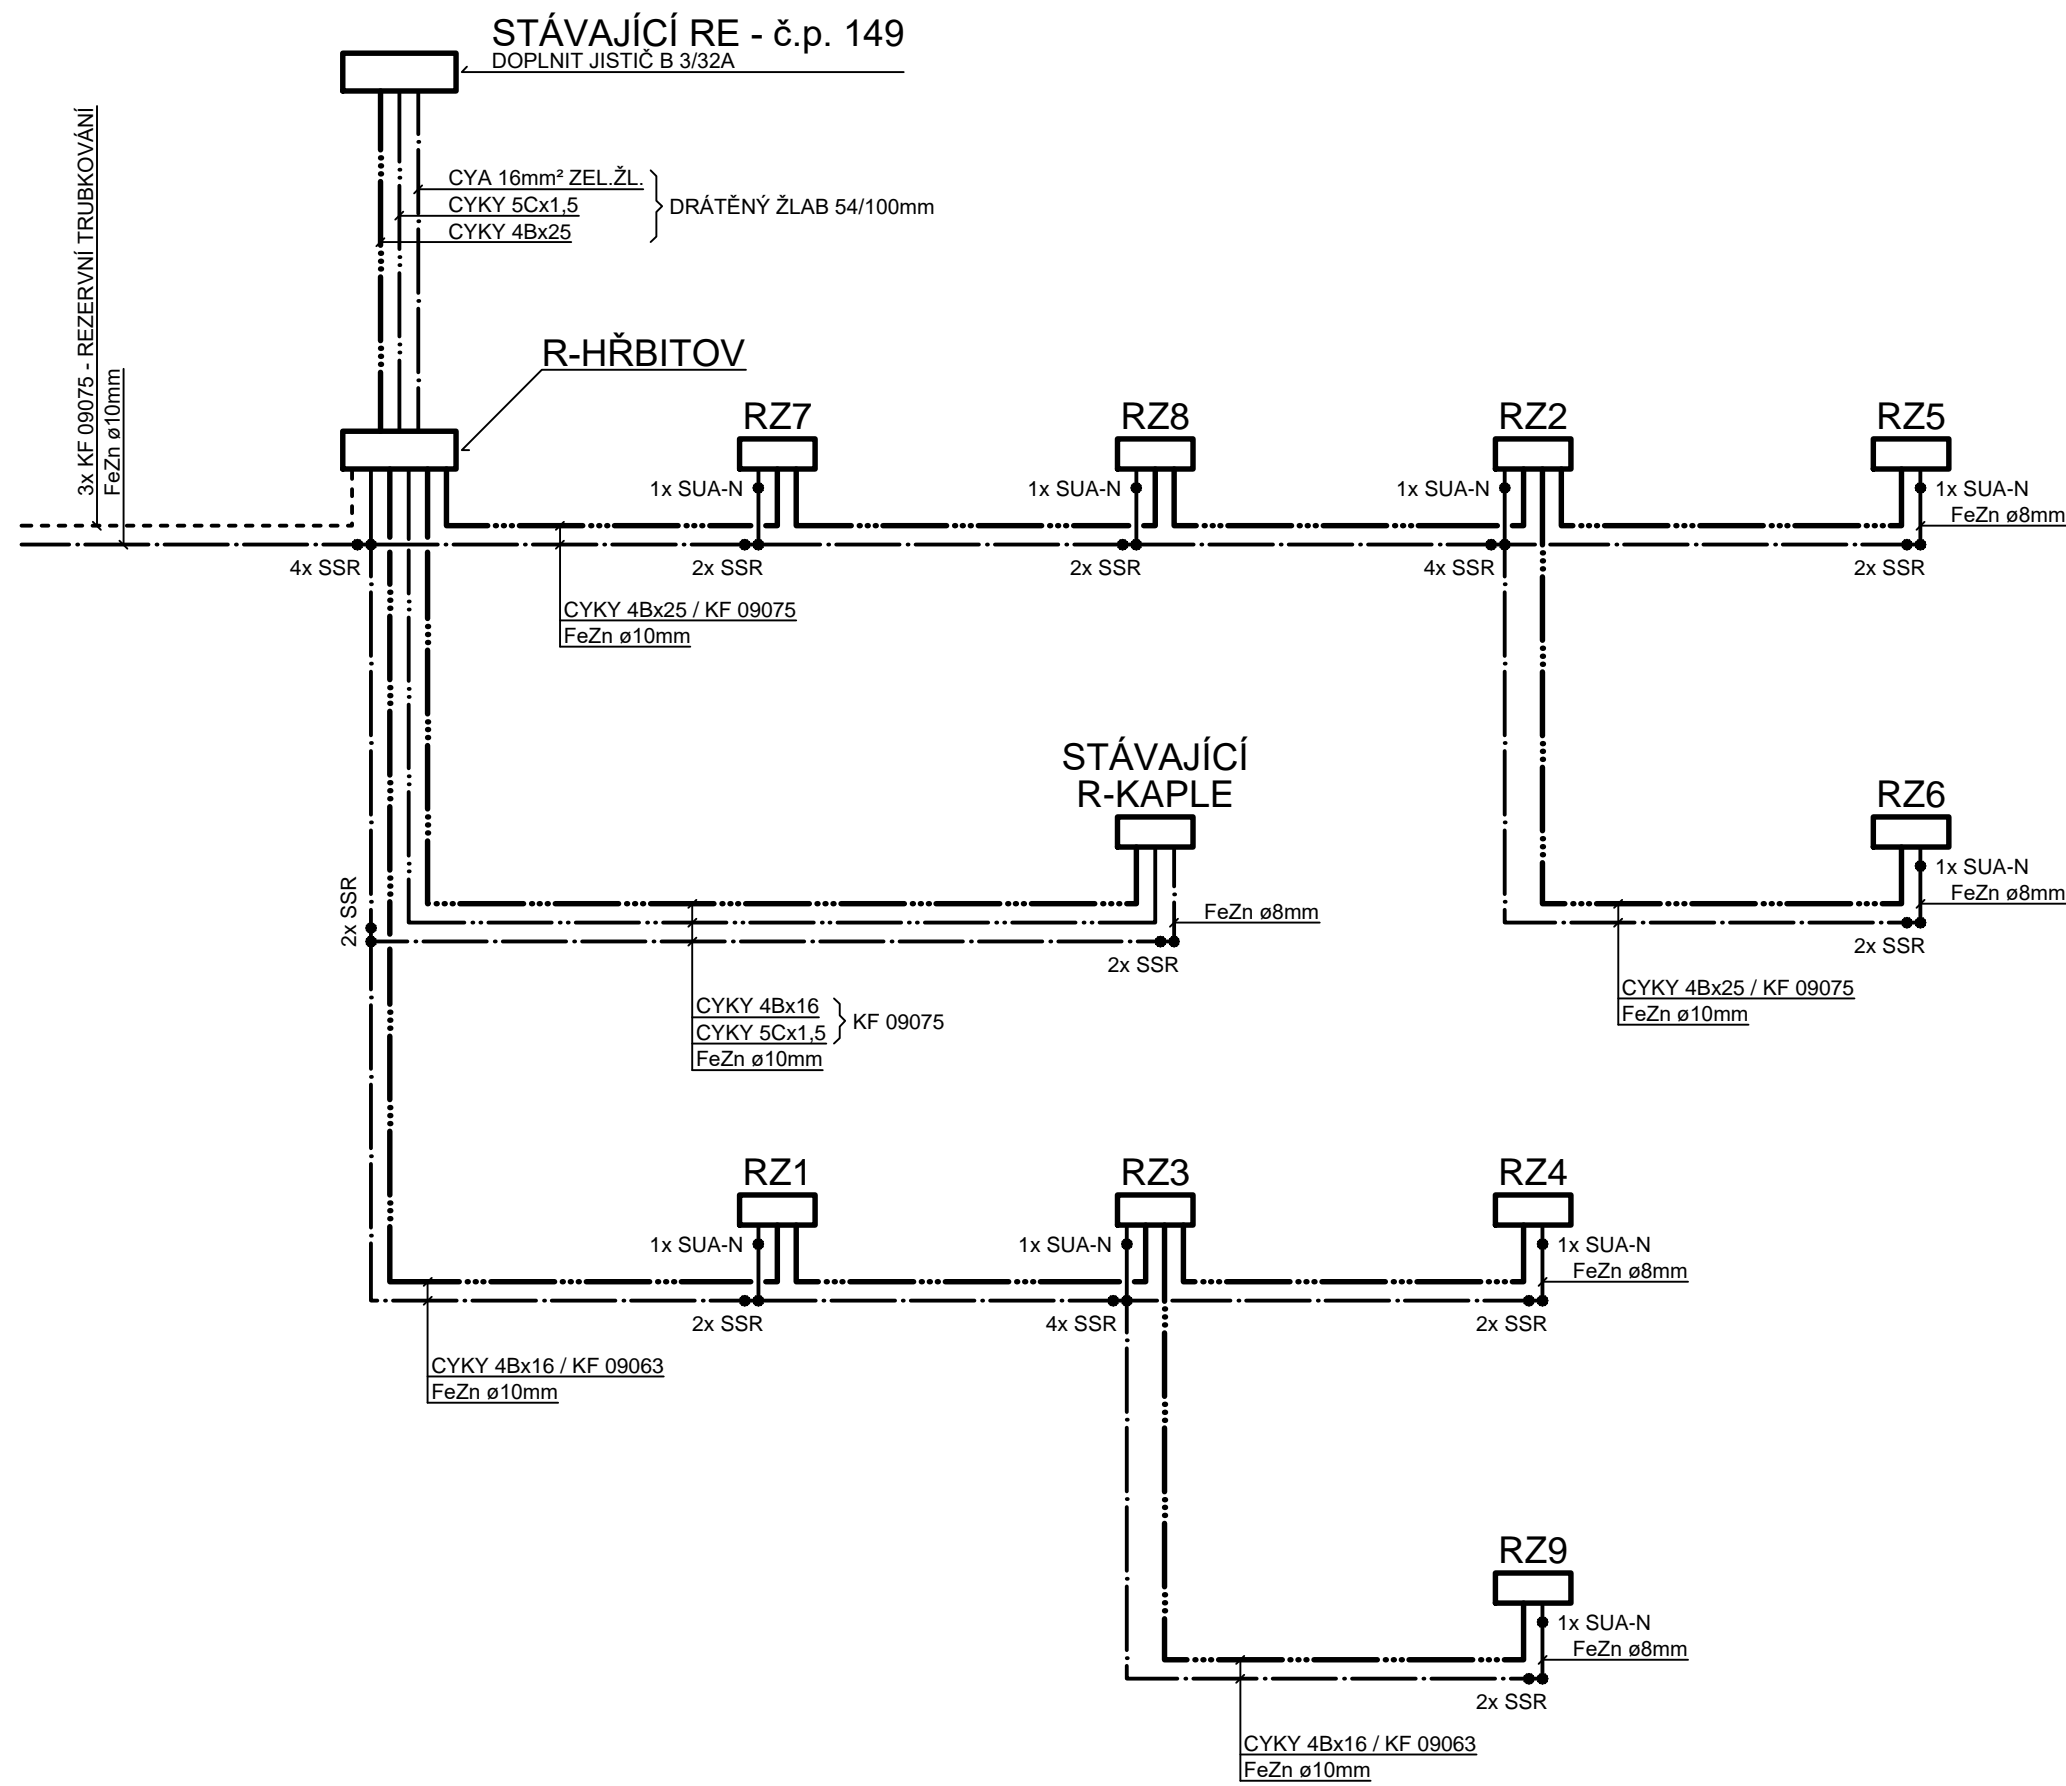 STÁVAJÍCÍ RE - č.p. 149
DOPLNIT JISTIČ B 3/32A
3x KF 09075 - REZERVNÍ TRUBKOVÁNÍ
FeZn ø10mm
CYA 16mm² ZEL.ŽL.
CYKY 5Cx1,5
CYKY 4Bx25
DRÁTĚNÝ ŽLAB 54/100mm
R-HŘBITOV
RZ7
RZ8
RZ2
RZ5
1x SUA-N
1x SUA-N
1x SUA-N
1x SUA-N
FeZn ø8mm
4x SSR
2x SSR
2x SSR
4x SSR
2x SSR
CYKY 4Bx25 / KF 09075
FeZn ø10mm
STÁVAJÍCÍ
R-KAPLE
RZ6
1x SUA-N
FeZn ø8mm
2x SSR
FeZn ø8mm
2x SSR
2x SSR
CYKY 4Bx25 / KF 09075
FeZn ø10mm
CYKY 4Bx16
CYKY 5Cx1,5
KF 09075
FeZn ø10mm
RZ1
RZ3
RZ4
1x SUA-N
1x SUA-N
1x SUA-N
FeZn ø8mm
2x SSR
4x SSR
2x SSR
CYKY 4Bx16 / KF 09063
FeZn ø10mm
RZ9
1x SUA-N
FeZn ø8mm
2x SSR
CYKY 4Bx16 / KF 09063
FeZn ø10mm